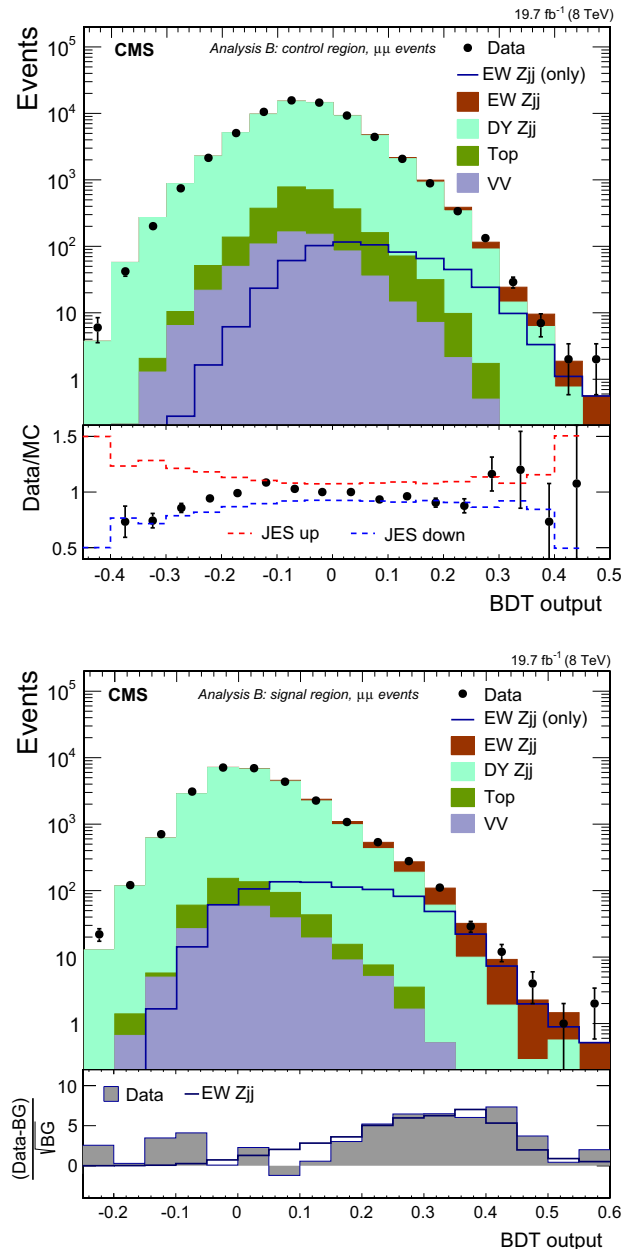 19.7 fb⁻¹ (8 TeV)
CMS Analysis B: control region, μμ events
Data
EW Zjj (only)
EW Zjj
DY Zjj
Top
VV
Events
10⁵
10⁴
10³
10²
10
1
Data/MC
1.5
1
0.5
JES up JES down
-0.4 -0.3 -0.2 -0.1 0 0.1 0.2 0.3 0.4 0.5
BDT output
19.7 fb⁻¹ (8 TeV)
CMS Analysis B: signal region, μμ events
Data
EW Zjj (only)
EW Zjj
DY Zjj
Top
VV
Events
10⁵
10⁴
10³
10²
10
1
(Data-BG)
√BG
10
5
0
Data EW Zjj
-0.2 -0.1 0 0.1 0.2 0.3 0.4 0.5 0.6
BDT output